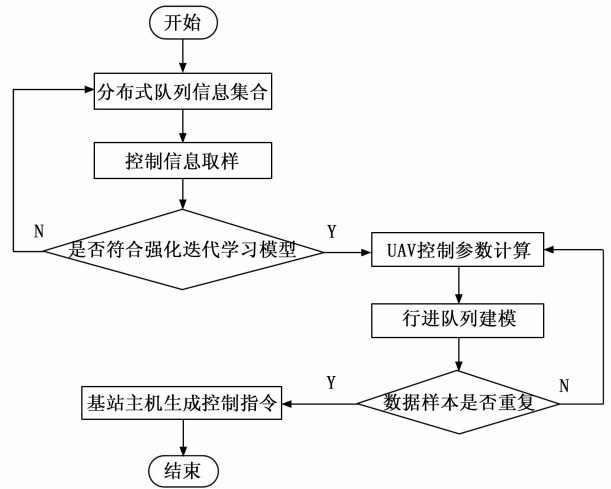 开始
分布式队列信息集合
控制信息取样
N
是否符合强化迭代学习模型
Y
UAV控制参数计算
行进队列建模
Y
数据样本是否重复
N
基站主机生成控制指令
结束